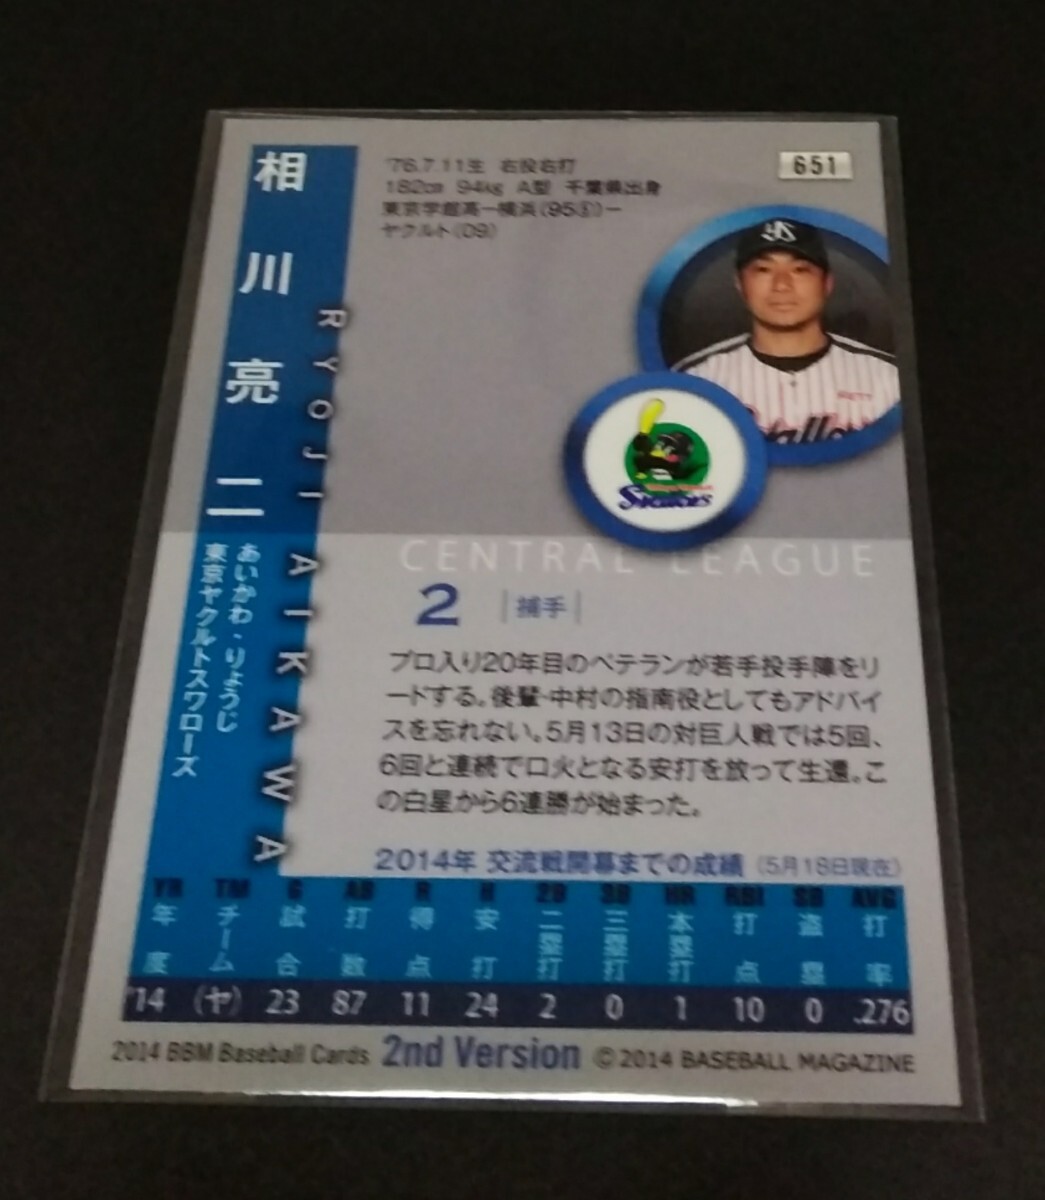 651
相川亮二
RYOJI AIKAWA
あいかわ・りょうじ
東京ヤクルトスワローズ
'76.7.11生 右投右打
182cm 94kg A型 千葉県出身
東京学館高―横浜(95⑤)―
ヤクルト(09)
YS
Swallows
CENTRAL LEAGUE
2 |捕手|
プロ入り20年目のベテランが若手投手陣をリ
ードする。後輩・中村の指南役としてもアドバイ
スを忘れない。5月13日の対巨人戦では5回、
6回と連続で口火となる安打を放って生還。こ
の白星から6連勝が始まった。
2014年 交流戦開幕までの成績 (5月18日現在)
YR TM G AB R H 2B 3B HR RBI SB AVG
年度 チーム 試合 打数 得点 安打 二塁打 三塁打 本塁打 打点 盗塁 打率
'14 (ヤ) 23 87 11 24 2 0 1 10 0 .276
2014 BBM Baseball Cards 2nd Version ©2014 BASEBALL MAGAZINE